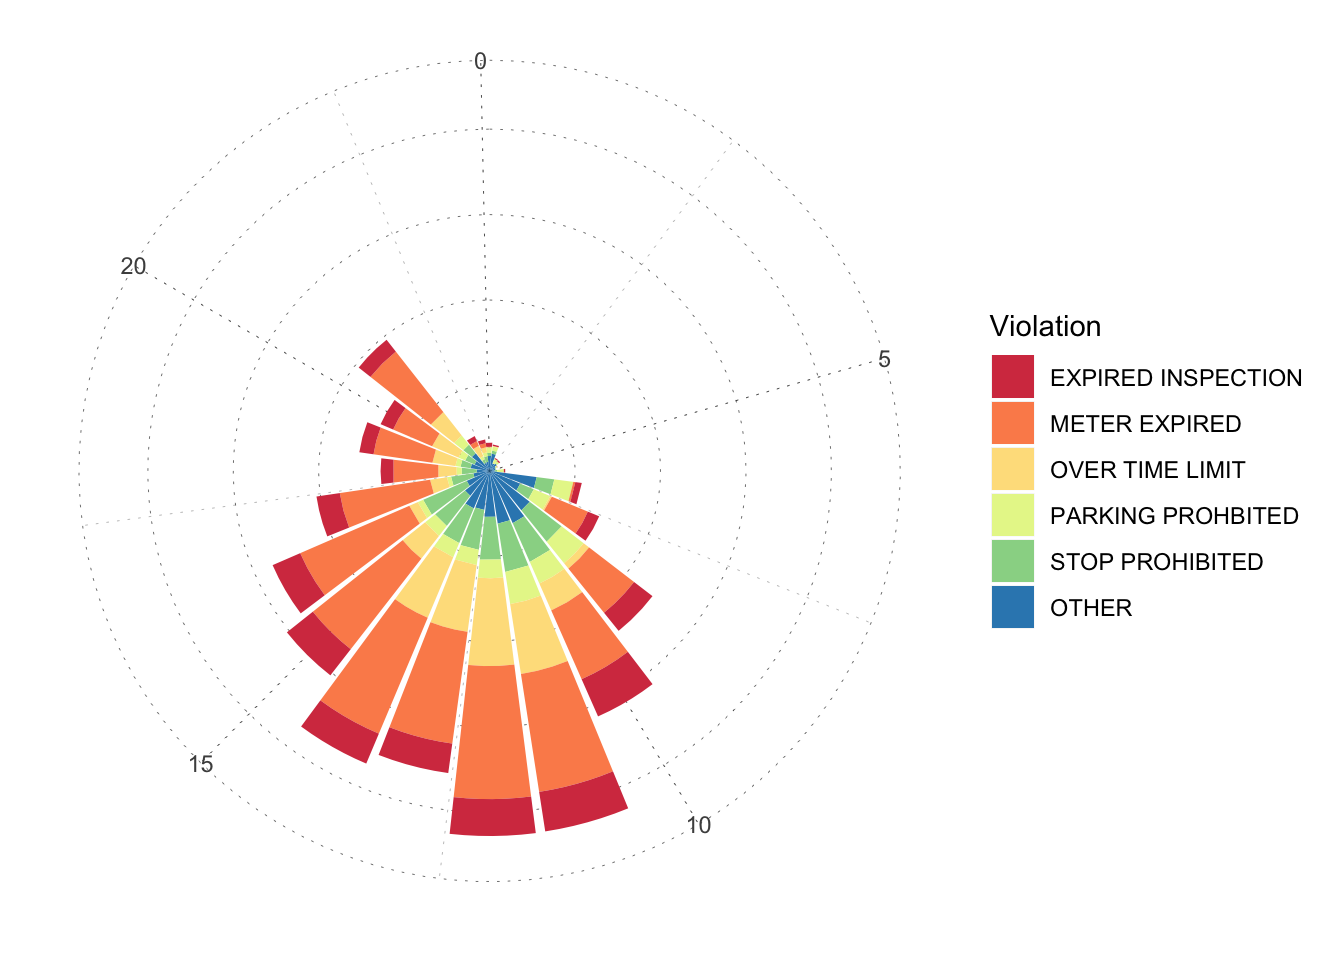 0
5
20
15
10
Violation
EXPIRED INSPECTION
METER EXPIRED
OVER TIME LIMIT
PARKING PROHBITED
STOP PROHIBITED
OTHER